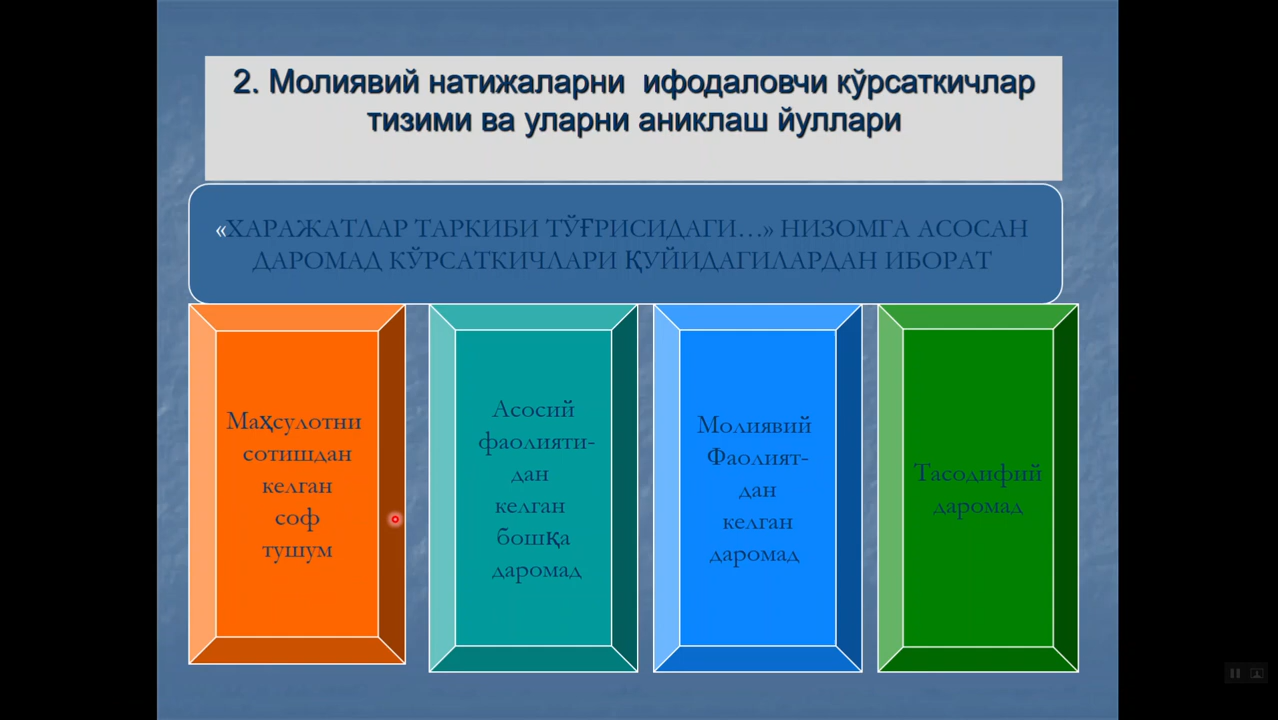 2. Молиявий натижаларни ифодаловчи кўрсаткичлар
тизими ва уларни аниклаш йуллари
«ХАРАЖАТЛАР ТАРКИБИ ТЎҒРИСИДАГИ…» НИЗОМГА АСОСАН
ДАРОМАД КЎРСАТКИЧЛАРИ ҚУЙИДАГИЛАРДАН ИБОРАТ
Маҳсулотни
сотишдан
келган
соф
тушум
Асосий
фаолияти-
дан
келган
бошқа
даромад
Молиявий
Фаолият-
дан
келган
даромад
Тасодифий
даромад